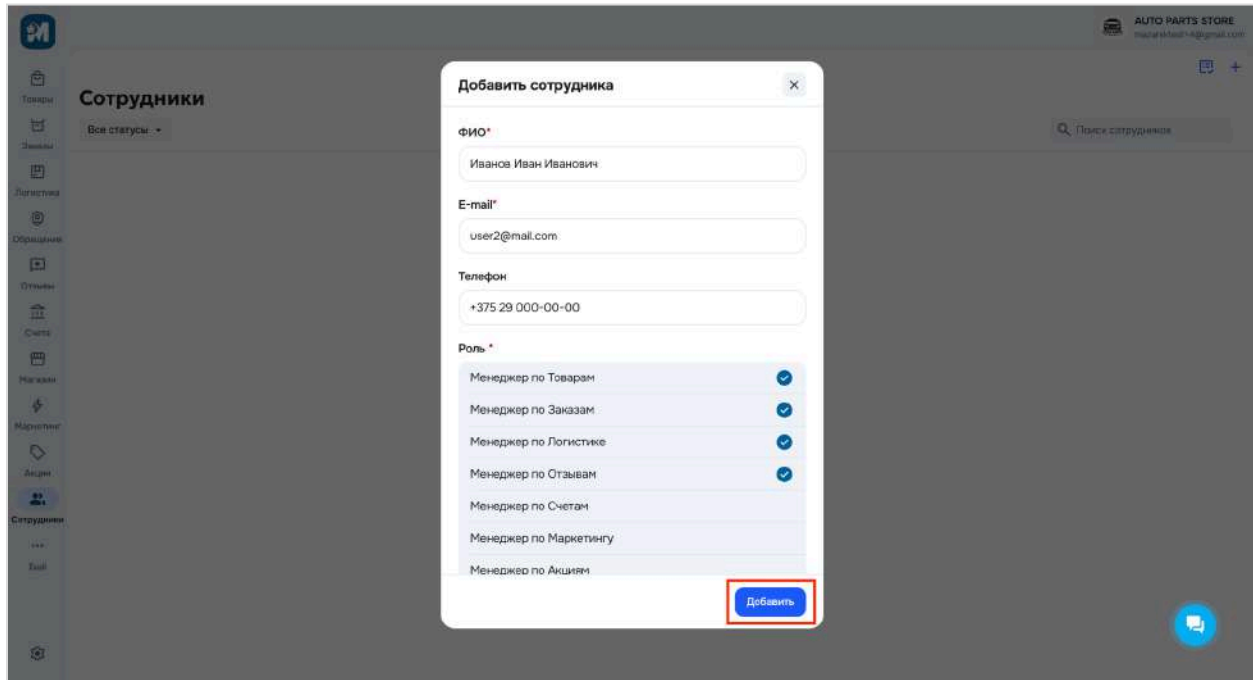 AUTO PARTS STORE
Товары
Заказы
Логистика
Обращения
Отзывы
Счета
Магазин
Маркетинг
Акции
Сотрудники
Ещё
Сотрудники
Все статусы
Поиск сотрудников
Добавить сотрудника
ФИО*
Иванов Иван Иванович
E-mail*
user2@mail.com
Телефон
+375 29 000-00-00
Роль *
Менеджер по Товарам
Менеджер по Заказам
Менеджер по Логистике
Менеджер по Отзывам
Менеджер по Счетам
Менеджер по Маркетингу
Менеджер по Акциям
Добавить